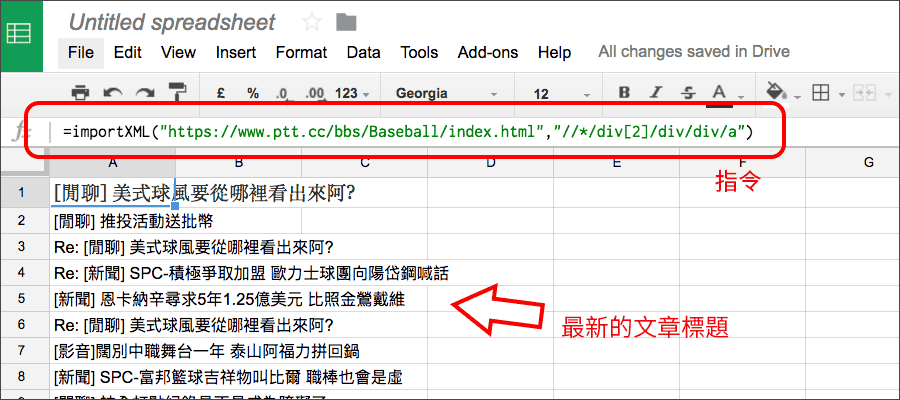 Untitled spreadsheet
File Edit View Insert Format Data Tools Add-ons Help All changes saved in Drive
£ % .0 .00 123 Georgia 12 B I S A
fx =importXML("https://www.ptt.cc/bbs/Baseball/index.html","//*/div[2]/div/div/a")
A B C D E F G
指令
1 [閒聊] 美式球風要從哪裡看出來阿?
2 [閒聊] 推投活動送批幣
3 Re: [閒聊] 美式球風要從哪裡看出來阿?
4 Re: [新聞] SPC-積極爭取加盟 歐力士球團向陽岱鋼喊話
5 [新聞] 恩卡納辛尋求5年1.25億美元 比照金鶯戴維
最新的文章標題
6 Re: [閒聊] 美式球風要從哪裡看出來阿?
7 [影音]闊別中職舞台一年 泰山阿福力拼回鍋
8 [新聞] SPC-富邦籃球吉祥物叫比爾 職棒也會是虛